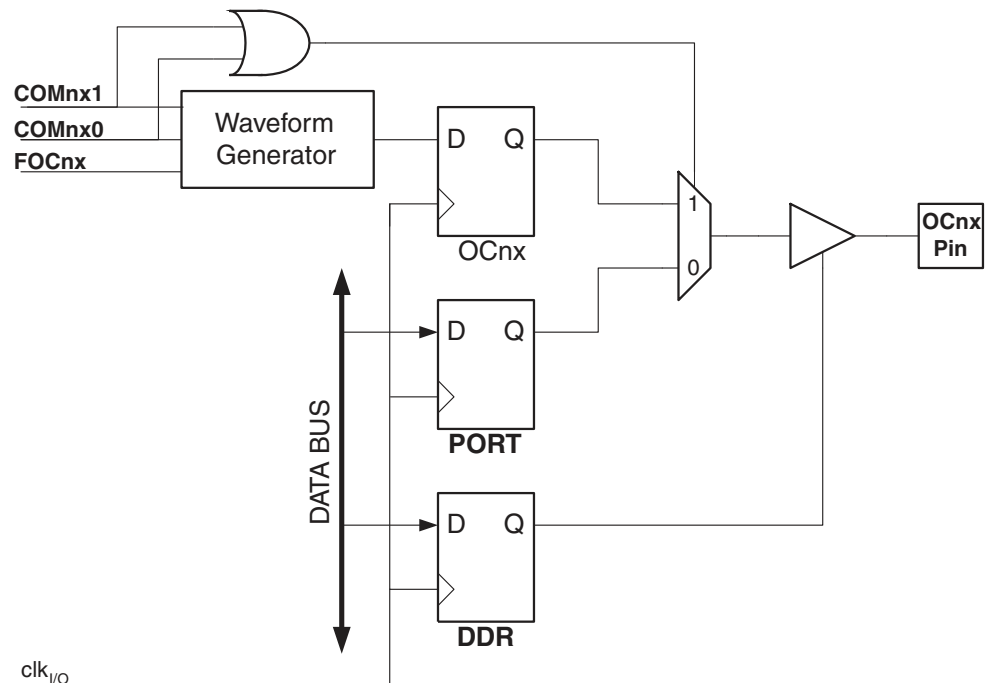 COMnx1
COMnx0
FOCnx
Waveform
Generator
D Q
OCnx
1
0
OCnx
Pin
D Q
PORT
DATA BUS
D Q
DDR
clkI/O